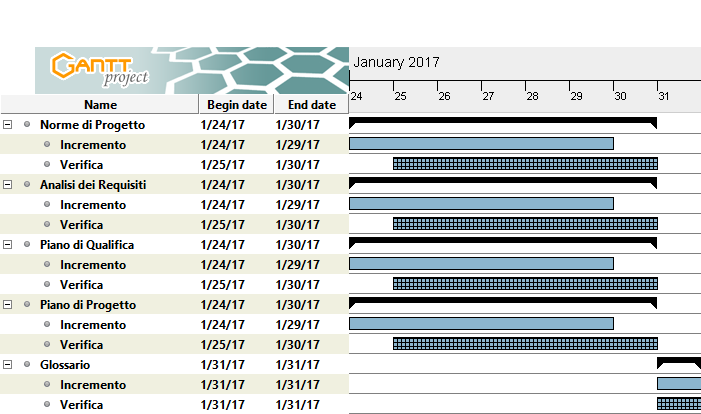 GANTT
project
January 2017
24 25 26 27 28 29 30 31
Name Begin date End date
Norme di Progetto 1/24/17 1/30/17
Incremento 1/24/17 1/29/17
Verifica 1/25/17 1/30/17
Analisi dei Requisiti 1/24/17 1/30/17
Incremento 1/24/17 1/29/17
Verifica 1/25/17 1/30/17
Piano di Qualifica 1/24/17 1/30/17
Incremento 1/24/17 1/29/17
Verifica 1/25/17 1/30/17
Piano di Progetto 1/24/17 1/30/17
Incremento 1/24/17 1/29/17
Verifica 1/25/17 1/30/17
Glossario 1/31/17 1/31/17
Incremento 1/31/17 1/31/17
Verifica 1/31/17 1/31/17